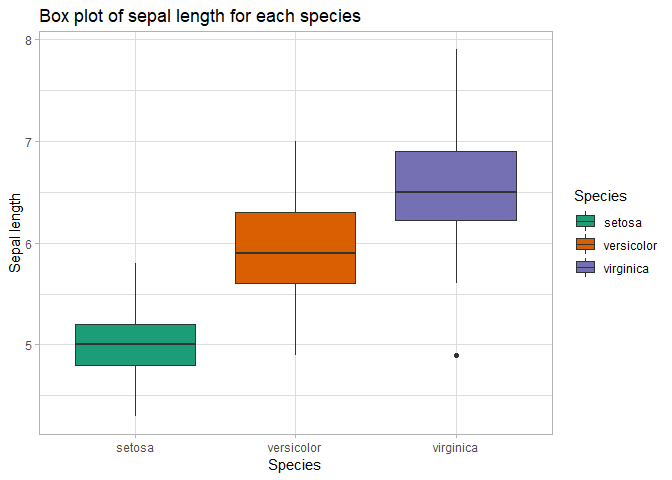 Box plot of sepal length for each species
8
7
6
5
Sepal length
setosa
versicolor
virginica
Species
Species
setosa
versicolor
virginica